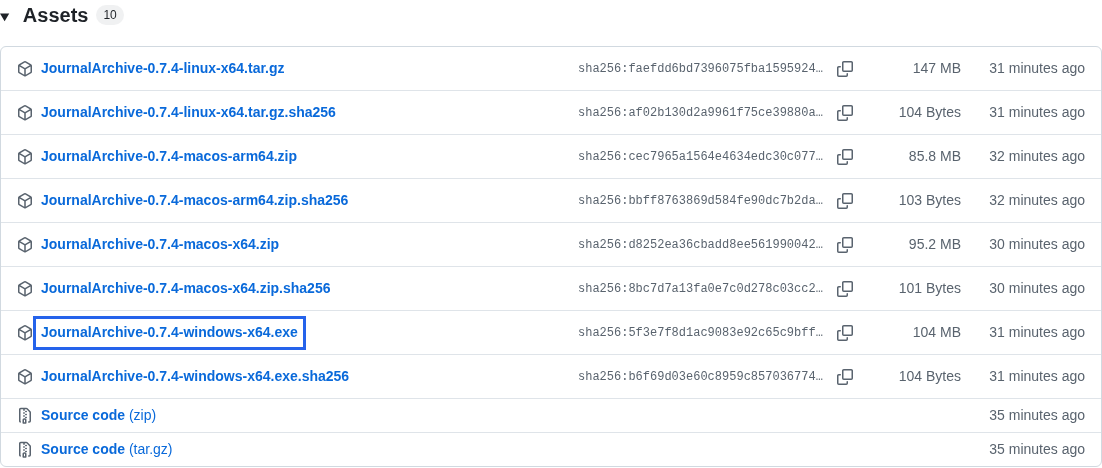 Assets 10
JournalArchive-0.7.4-linux-x64.tar.gz sha256:faefdd6bd7396075fba1595924… 147 MB 31 minutes ago
JournalArchive-0.7.4-linux-x64.tar.gz.sha256 sha256:af02b130d2a9961f75ce39880a… 104 Bytes 31 minutes ago
JournalArchive-0.7.4-macos-arm64.zip sha256:cec7965a1564e4634edc30c077… 85.8 MB 32 minutes ago
JournalArchive-0.7.4-macos-arm64.zip.sha256 sha256:bbff8763869d584fe90dc7b2da… 103 Bytes 32 minutes ago
JournalArchive-0.7.4-macos-x64.zip sha256:d8252ea36cbadd8ee561990042… 95.2 MB 30 minutes ago
JournalArchive-0.7.4-macos-x64.zip.sha256 sha256:8bc7d7a13fa0e7c0d278c03cc2… 101 Bytes 30 minutes ago
JournalArchive-0.7.4-windows-x64.exe sha256:5f3e7f8d1ac9083e92c65c9bff… 104 MB 31 minutes ago
JournalArchive-0.7.4-windows-x64.exe.sha256 sha256:b6f69d03e60c8959c857036774… 104 Bytes 31 minutes ago
Source code (zip) 35 minutes ago
Source code (tar.gz) 35 minutes ago